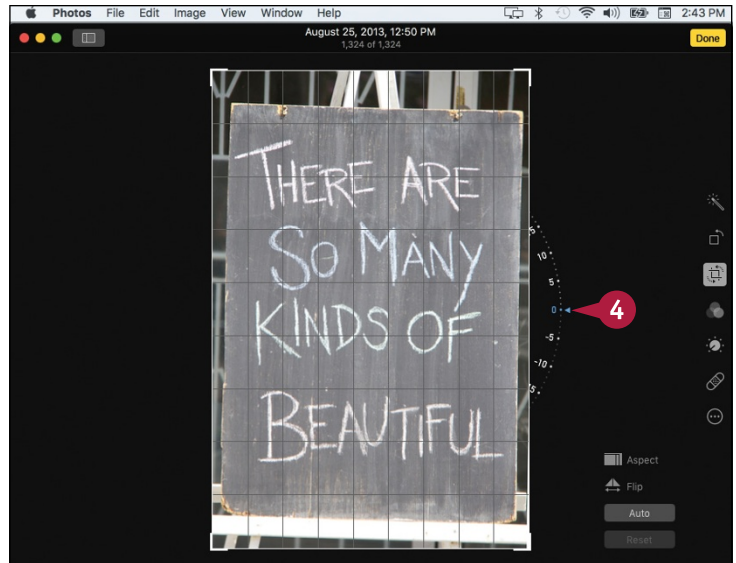 Photos File Edit Image View Window Help 2:43 PM
August 25, 2013, 12:50 PM
1,324 of 1,324
Done
THERE ARE
SO MANY
KINDS OF
BEAUTIFUL
15
10
5
0
-5
-10
-15
4
Aspect
Flip
Auto
Reset